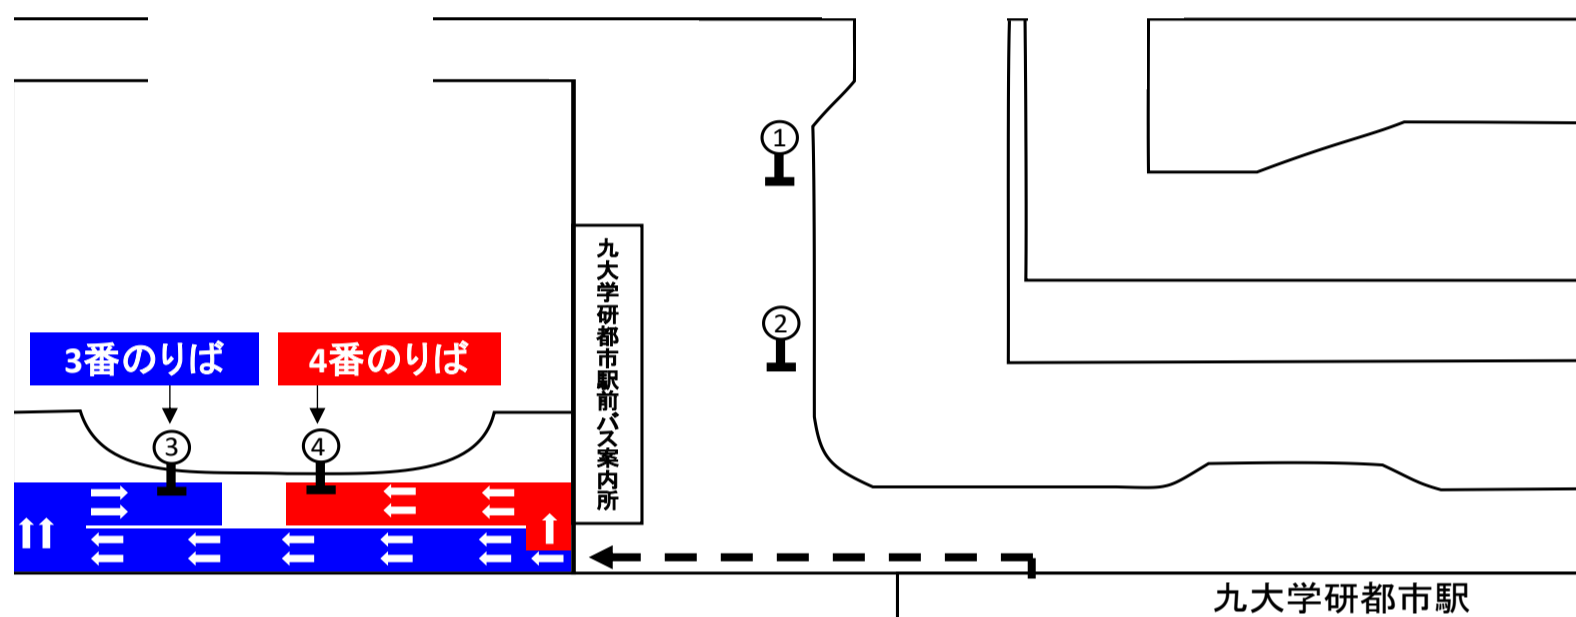 ①
九大学研都市駅前バス案内所
②
3番のりば
4番のりば
③
④
九大学研都市駅